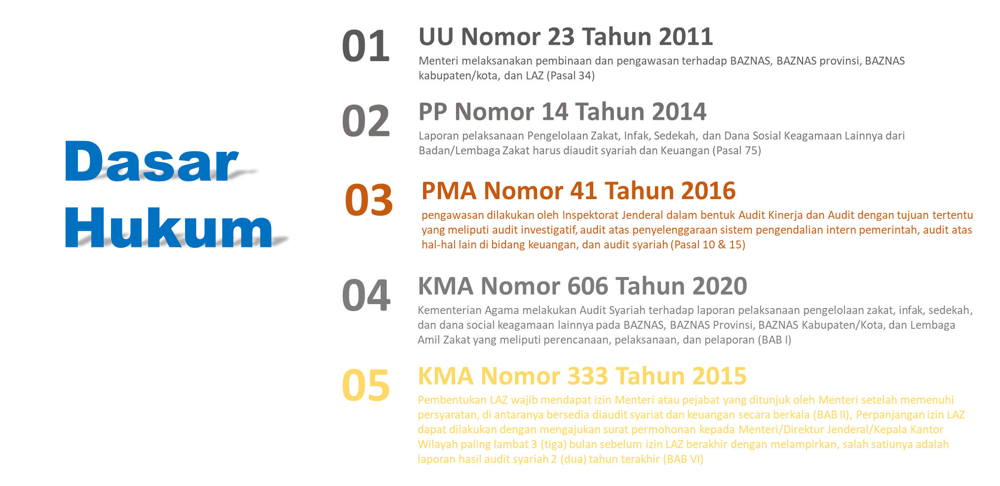 Dasar
Hukum
01
UU Nomor 23 Tahun 2011
Menteri melaksanakan pembinaan dan pengawasan terhadap BAZNAS, BAZNAS provinsi, BAZNAS
kabupaten/kota, dan LAZ (Pasal 34)
02
PP Nomor 14 Tahun 2014
Laporan pelaksanaan Pengelolaan Zakat, Infak, Sedekah, dan Dana Sosial Keagamaan Lainnya dari
Badan/Lembaga Zakat harus diaudit syariah dan Keuangan (Pasal 75)
03
PMA Nomor 41 Tahun 2016
pengawasan dilakukan oleh Inspektorat Jenderal dalam bentuk Audit Kinerja dan Audit dengan tujuan tertentu
yang meliputi audit investigatif, audit atas penyelenggaraan sistem pengendalian intern pemerintah, audit atas
hal-hal lain di bidang keuangan, dan audit syariah (Pasal 10 & 15)
04
KMA Nomor 606 Tahun 2020
Kementerian Agama melakukan Audit Syariah terhadap laporan pelaksanaan pengelolaan zakat, infak, sedekah,
dan dana social keagamaan lainnya pada BAZNAS, BAZNAS Provinsi, BAZNAS Kabupaten/Kota, dan Lembaga
Amil Zakat yang meliputi perencanaan, pelaksanaan, dan pelaporan (BAB I)
05
KMA Nomor 333 Tahun 2015
Pembentukan LAZ wajib mendapat izin Menteri atau pejabat yang ditunjuk oleh Menteri setelah memenuhi
persyaratan, di antaranya bersedia diaudit syariat dan keuangan secara berkala (BAB II), Perpanjangan izin LAZ
dapat dilakukan dengan mengajukan surat permohonan kepada Menteri/Direktur Jenderal/Kepala Kantor
Wilayah paling lambat 3 (tiga) bulan sebelum izin LAZ berakhir dengan melampirkan, salah satiunya adalah
laporan hasil audit syariah 2 (dua) tahun terakhir (BAB VI)